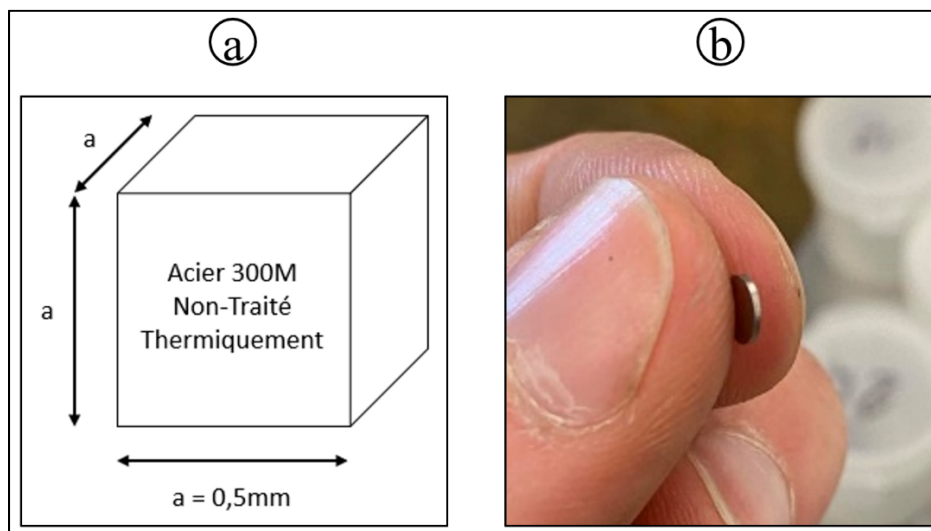 a
b
a
a
Acier 300M
Non-Traité
Thermiquement
a = 0,5mm